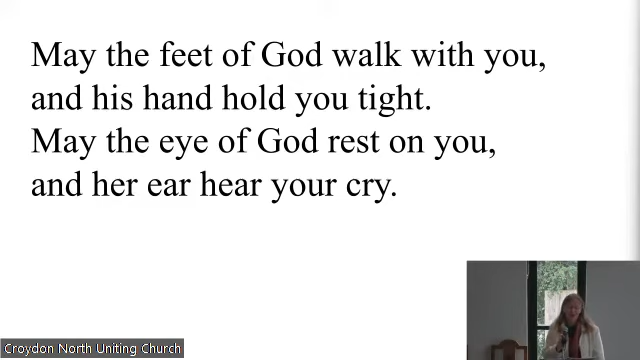 May the feet of God walk with you,
and his hand hold you tight.
May the eye of God rest on you,
and her ear hear your cry.
Croydon North Uniting Church